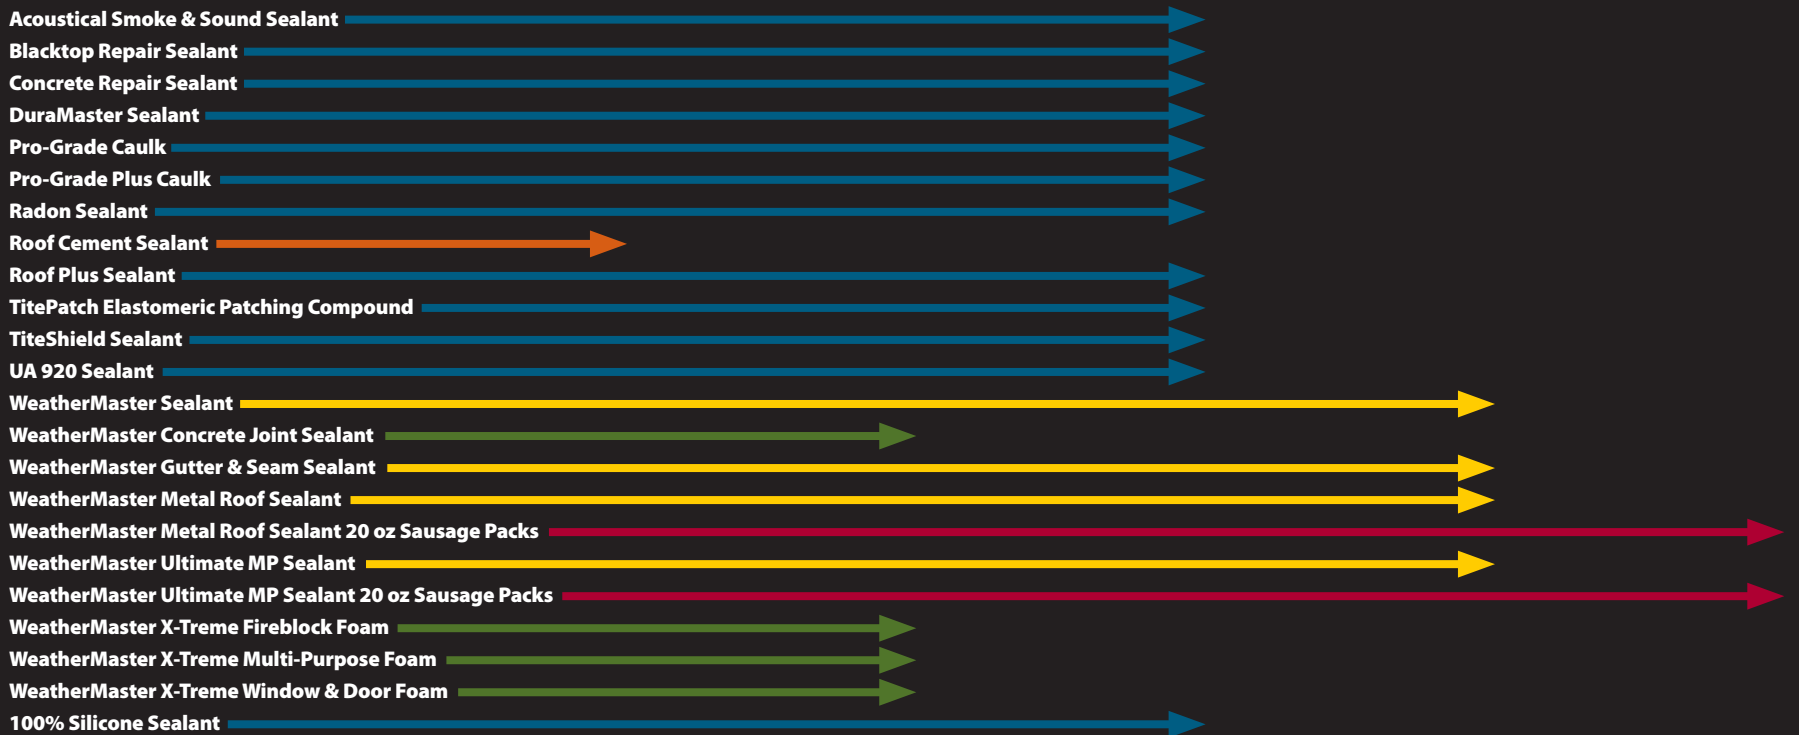 Acoustical Smoke & Sound Sealant
Blacktop Repair Sealant
Concrete Repair Sealant
DuraMaster Sealant
Pro-Grade Caulk
Pro-Grade Plus Caulk
Radon Sealant
Roof Cement Sealant
Roof Plus Sealant
TitePatch Elastomeric Patching Compound
TiteShield Sealant
UA 920 Sealant
WeatherMaster Sealant
WeatherMaster Concrete Joint Sealant
WeatherMaster Gutter & Seam Sealant
WeatherMaster Metal Roof Sealant
WeatherMaster Metal Roof Sealant 20 oz Sausage Packs
WeatherMaster Ultimate MP Sealant
WeatherMaster Ultimate MP Sealant 20 oz Sausage Packs
WeatherMaster X-Treme Fireblock Foam
WeatherMaster X-Treme Multi-Purpose Foam
WeatherMaster X-Treme Window & Door Foam
100% Silicone Sealant